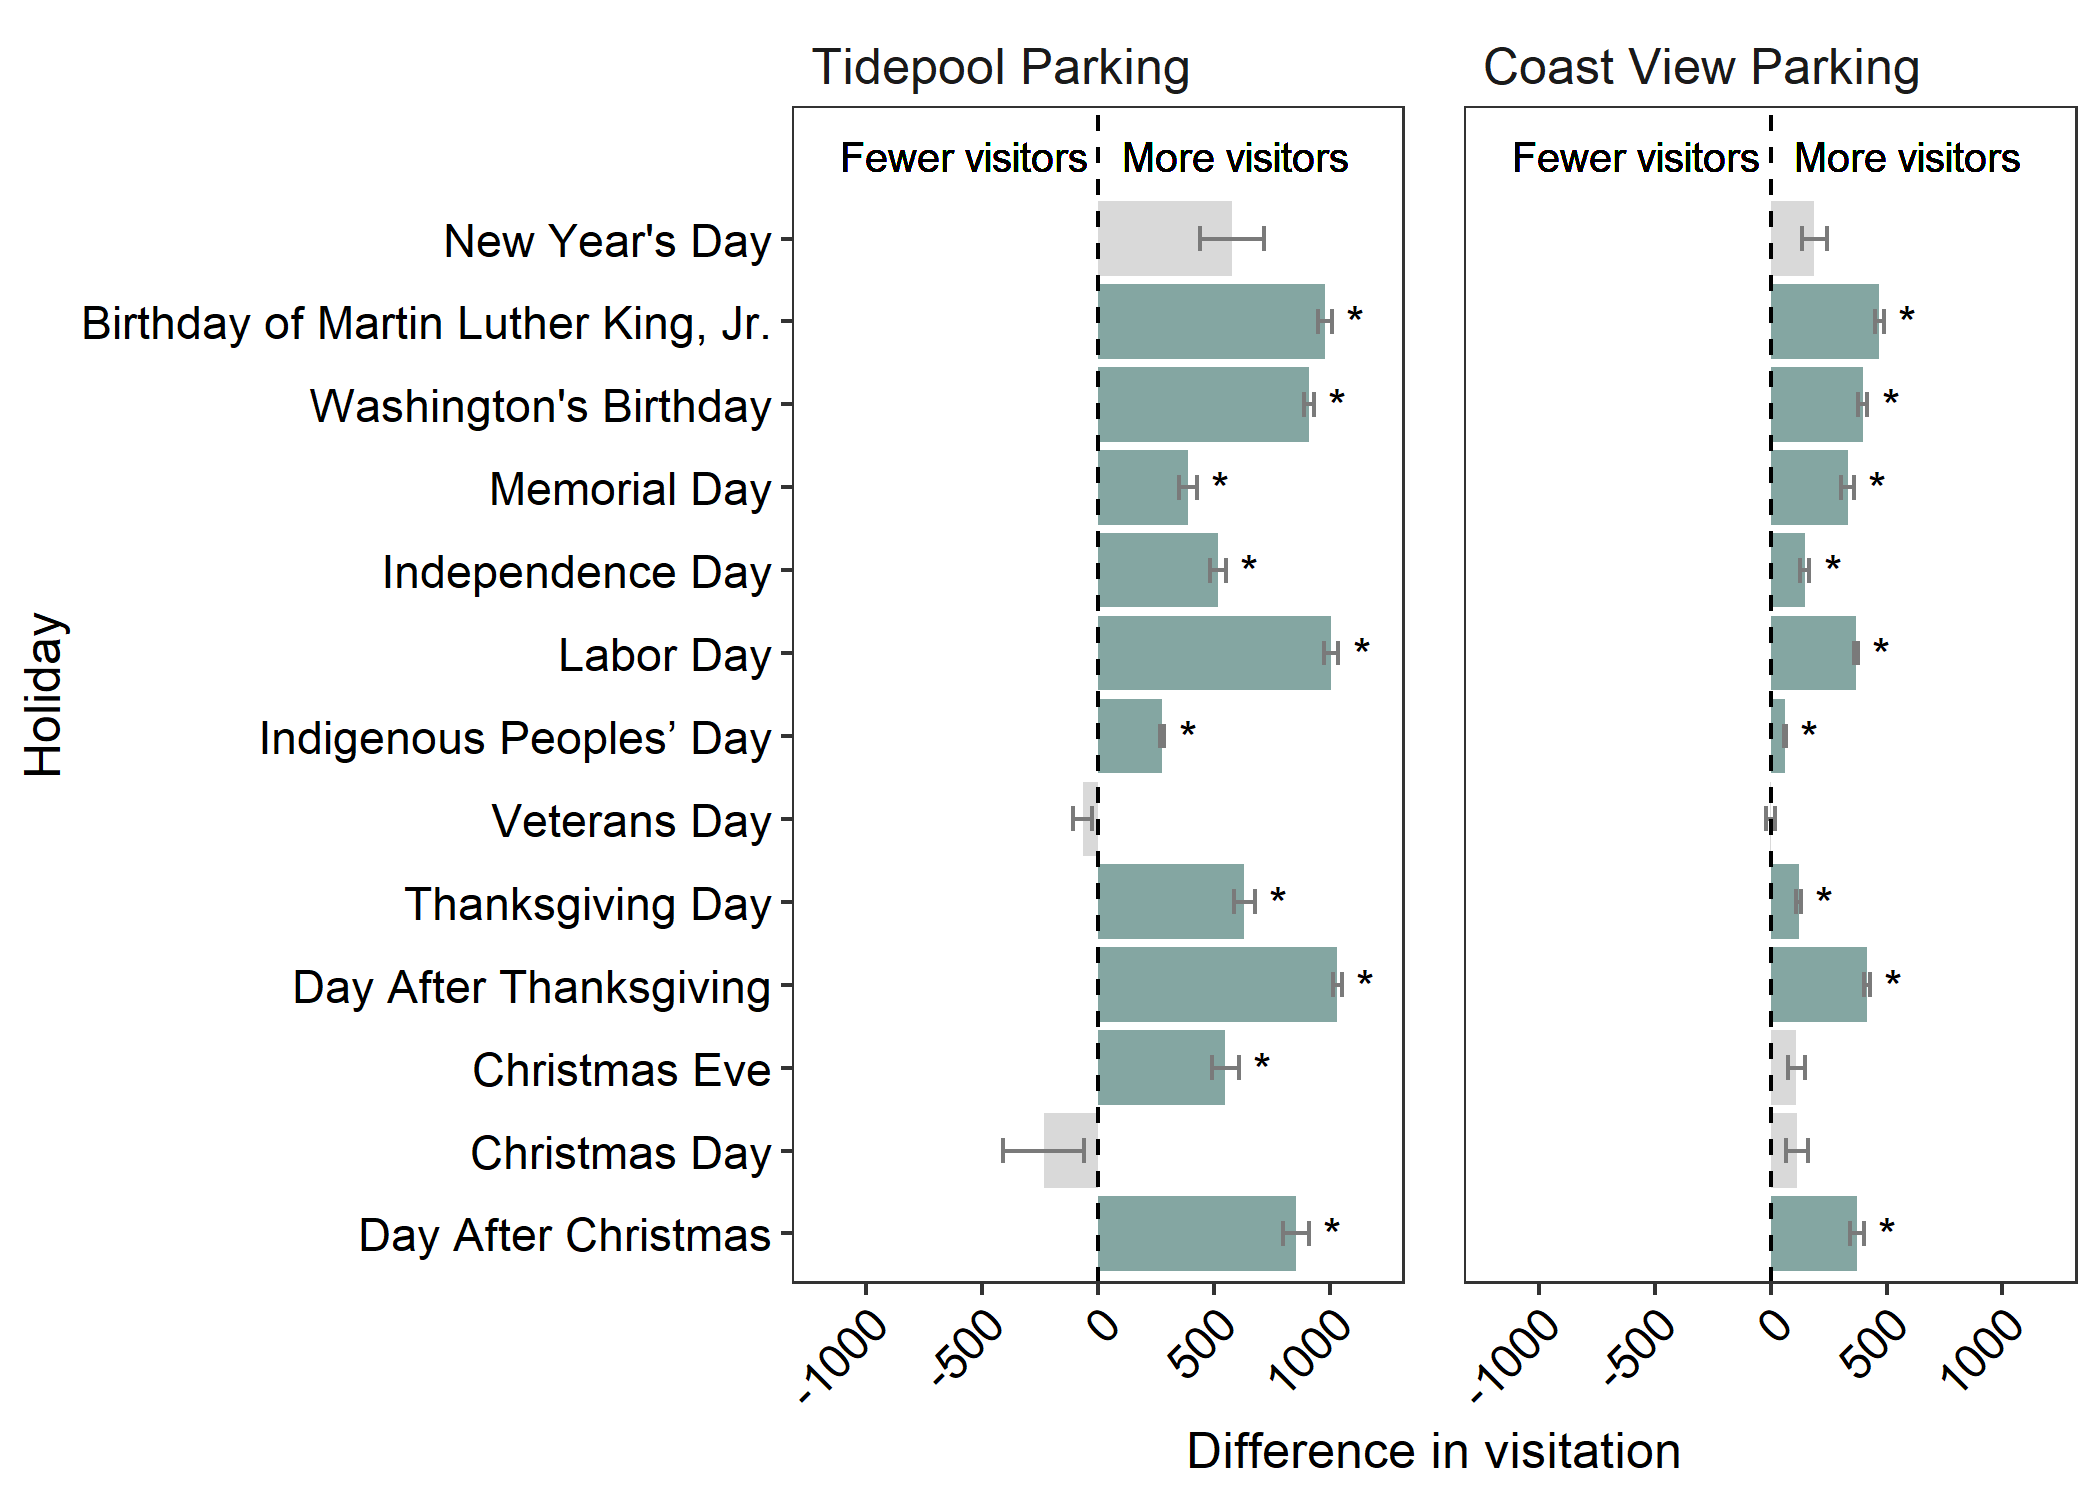 Tidepool Parking
Coast View Parking
Fewer visitors
More visitors
Fewer visitors
More visitors
Holiday
New Year's Day
Birthday of Martin Luther King, Jr.
*
*
Washington's Birthday
*
*
Memorial Day
*
*
Independence Day
*
*
Labor Day
*
*
Indigenous Peoples’ Day
*
*
Veterans Day
Thanksgiving Day
*
*
Day After Thanksgiving
*
*
Christmas Eve
*
Christmas Day
Day After Christmas
*
*
-1000
-500
0
500
1000
-1000
-500
0
500
1000
Difference in visitation